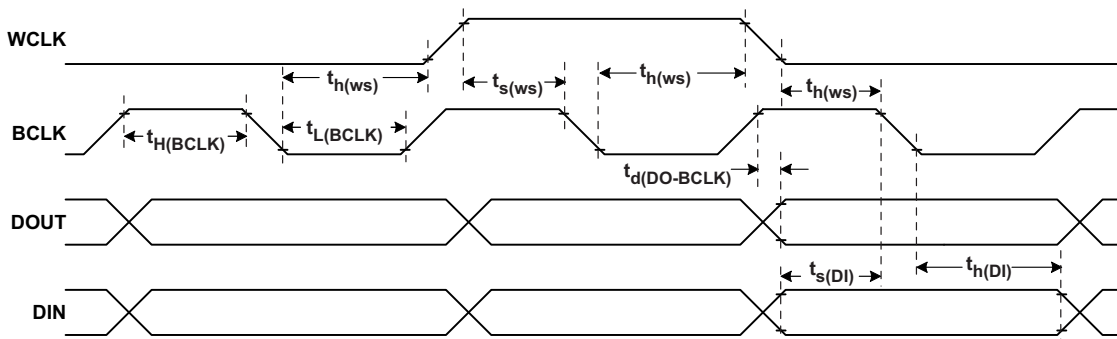 WCLK
t_h(ws)
t_s(ws)
t_h(ws)
t_h(ws)
BCLK
t_H(BCLK)
t_L(BCLK)
t_d(DO-BCLK)
DOUT
t_s(DI)
t_h(DI)
DIN